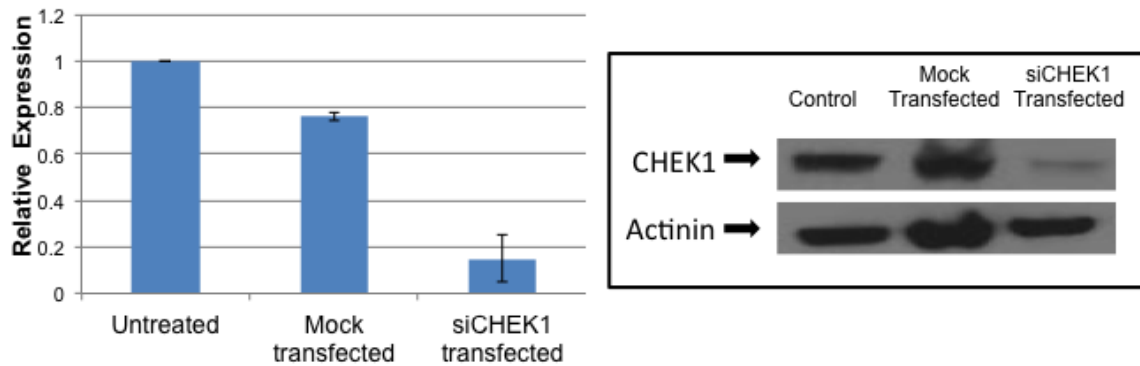 Relative Expression
1.2
1
0.8
0.6
0.4
0.2
0
Untreated
Mock
transfected
siCHEK1
transfected
Control
Mock
Transfected
siCHEK1
Transfected
CHEK1
Actinin